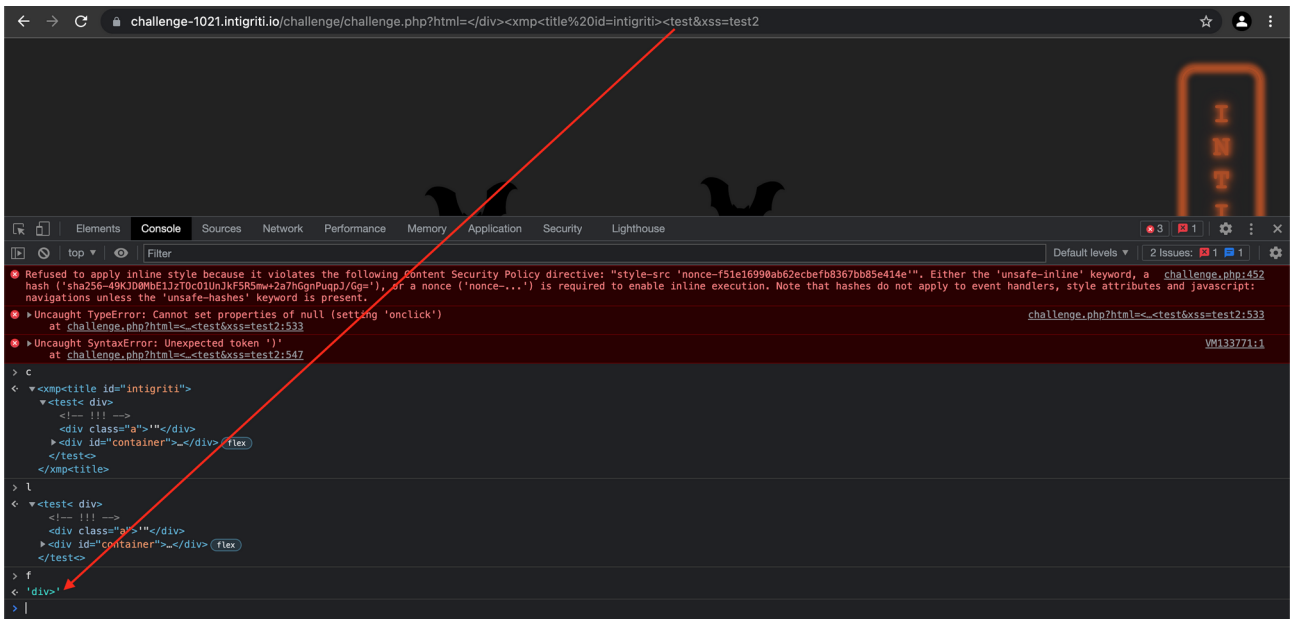 challenge-1021.intigriti.io/challenge/challenge.php?html=</div><xmp<title%20id=intigriti><test&xss=test2
I
N
T
I
Elements Console Sources Network Performance Memory Application Security Lighthouse 3 1
top ▼ Filter Default levels ▼ 2 Issues: 1 1
Refused to apply inline style because it violates the following Content Security Policy directive: "style-src 'nonce-f51e16990ab62ecbefb8367bb85e414e'". Either the 'unsafe-inline' keyword, a challenge.php:452
hash ('sha256-49KJD0MbE1JzTOcO1UnJkF5R5mw+2a7hGgnPuqpJ/Gg='), or a nonce ('nonce-...') is required to enable inline execution. Note that hashes do not apply to event handlers, style attributes and javascript:
navigations unless the 'unsafe-hashes' keyword is present.
▶Uncaught TypeError: Cannot set properties of null (setting 'onclick') challenge.php?html=<…<test&xss=test2:533
at challenge.php?html=<…<test&xss=test2:533
▶Uncaught SyntaxError: Unexpected token ')' VM133771:1
at challenge.php?html=<…<test&xss=test2:547
> c
▼<xmp<title id="intigriti">
▼<test< div>
<!-- !!! -->
<div class="a">'"</div>
▶<div id="container">…</div> flex
</test<>
</xmp<title>
> l
▼<test< div>
<!-- !!! -->
<div class="a">'"</div>
▶<div id="container">…</div> flex
</test<>
> f
'div>'
>